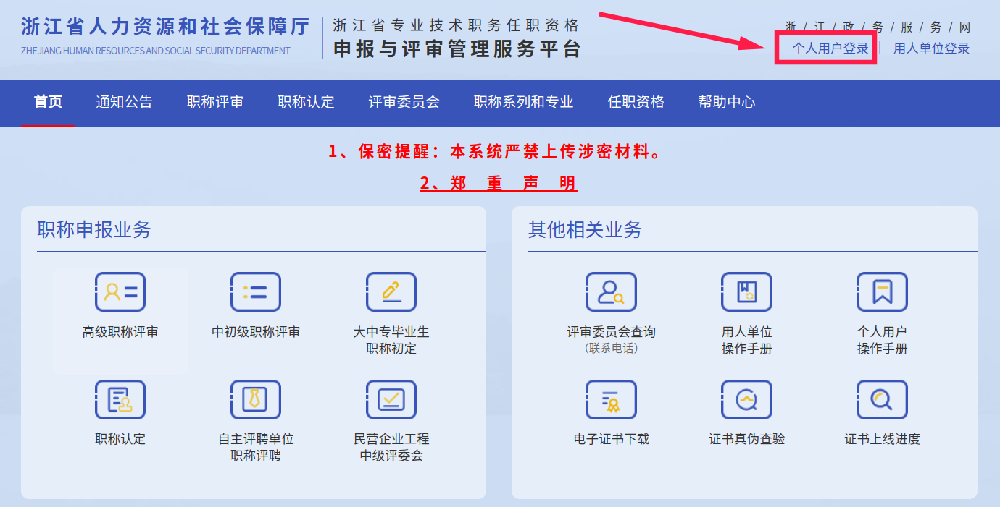 浙江省人力资源和社会保障厅
ZHEJIANG HUMAN RESOURCES AND SOCIAL SECURITY DEPARTMENT
浙江省专业技术职务任职资格
申报与评审管理服务平台
浙 / 江 / 政 / 务 / 服 / 务 / 网
个人用户登录 | 用人单位登录
首页 通知公告 职称评审 职称认定 评审委员会 职称系列和专业 任职资格 帮助中心
1、保密提醒：本系统严禁上传涉密材料。
2、郑 重 声 明
职称申报业务
高级职称评审
中初级职称评审
大中专毕业生
职称初定
职称认定
自主评聘单位
职称评聘
民营企业工程
中级评委会
其他相关业务
评审委员会查询
（联系电话）
用人单位
操作手册
个人用户
操作手册
电子证书下载
证书真伪查验
证书上线进度